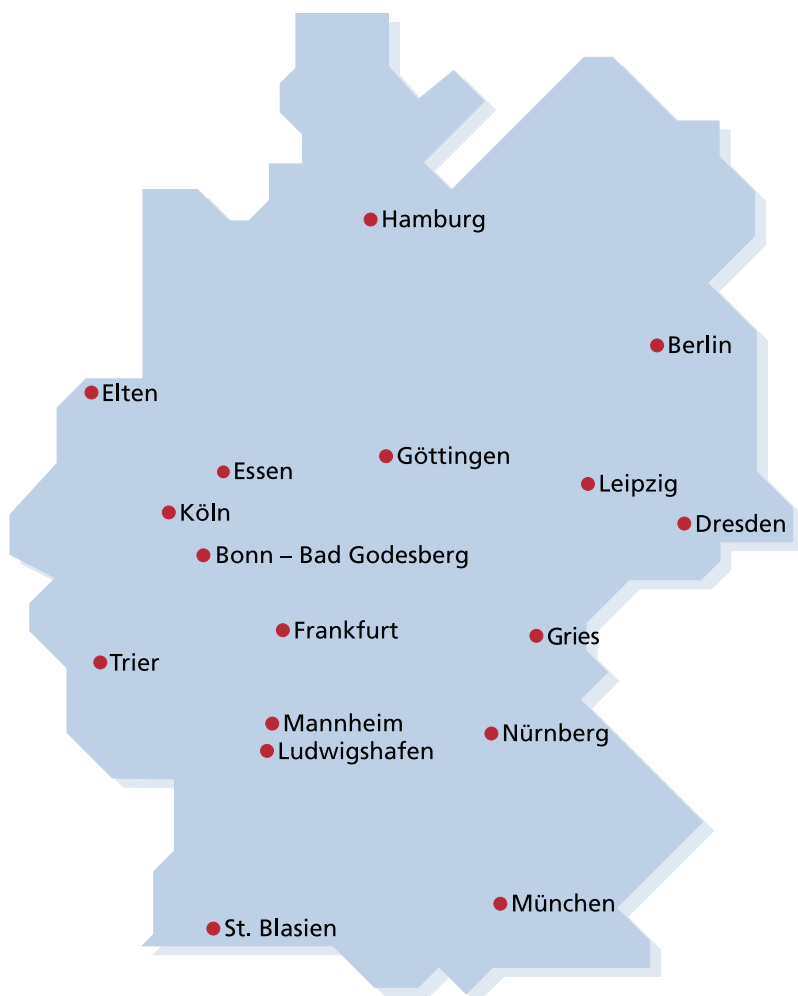 Hamburg
Berlin
Elten
Göttingen
Essen
Leipzig
Köln
Dresden
Bonn – Bad Godesberg
Frankfurt
Gries
Trier
Mannheim
Nürnberg
Ludwigshafen
München
St. Blasien